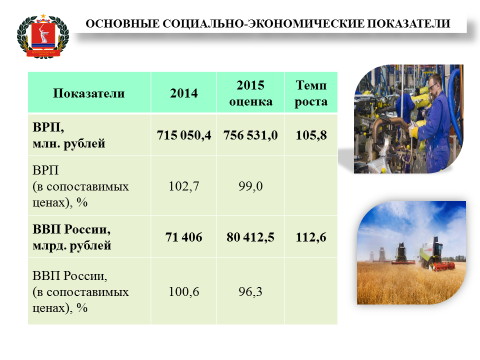 ОСНОВНЫЕ СОЦИАЛЬНО-ЭКОНОМИЧЕСКИЕ ПОКАЗАТЕЛИ
Показатели 2014 2015 оценка Темп роста
ВРП,
млн. рублей 715 050,4 756 531,0 105,8
ВРП
(в сопоставимых 102,7 99,0
ценах), %
ВВП России,
млрд. рублей 71 406 80 412,5 112,6
ВВП России,
(в сопоставимых 100,6 96,3
ценах), %